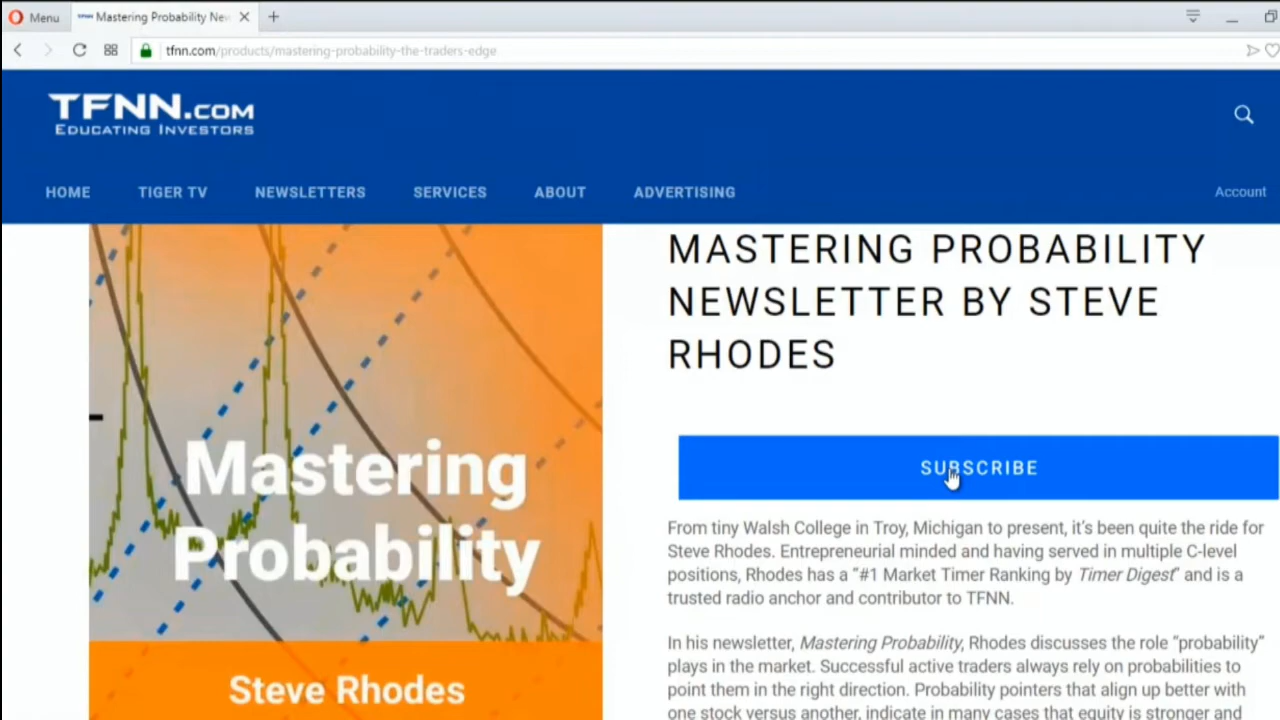 Menu
Mastering Probability Nev
tfnn.com/products/mastering-probability-the-traders-edge
TFNN.COM
EDUCATING INVESTORS
HOME TIGER TV NEWSLETTERS SERVICES ABOUT ADVERTISING Account
MASTERING PROBABILITY
NEWSLETTER BY STEVE
RHODES
Mastering
Probability
Steve Rhodes
SUBSCRIBE
From tiny Walsh College in Troy, Michigan to present, it's been quite the ride for
Steve Rhodes. Entrepreneurial minded and having served in multiple C-level
positions, Rhodes has a "#1 Market Timer Ranking by Timer Digest" and is a
trusted radio anchor and contributor to TFNN.
In his newsletter, Mastering Probability, Rhodes discusses the role "probability"
plays in the market. Successful active traders always rely on probabilities to
point them in the right direction. Probability pointers that align up better with
one stock versus another, indicate in many cases that equity is stronger and